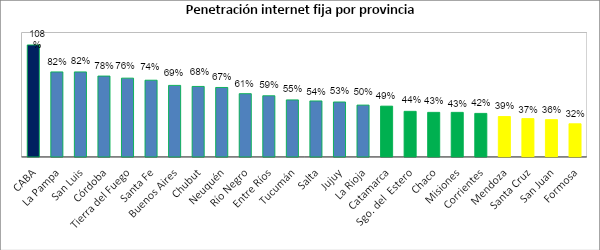 Penetración internet fija por provincia
108
%
82%
82%
78%
76%
74%
69%
68%
67%
61%
59%
55%
54%
53%
50%
49%
44%
43%
43%
42%
39%
37%
36%
32%
CABA
La Pampa
San Luis
Córdoba
Tierra del Fuego
Santa Fe
Buenos Aires
Chubut
Neuquén
Río Negro
Entre Ríos
Tucumán
Salta
Jujuy
La Rioja
Catamarca
Sgo. del Estero
Chaco
Misiones
Corrientes
Mendoza
Santa Cruz
San Juan
Formosa